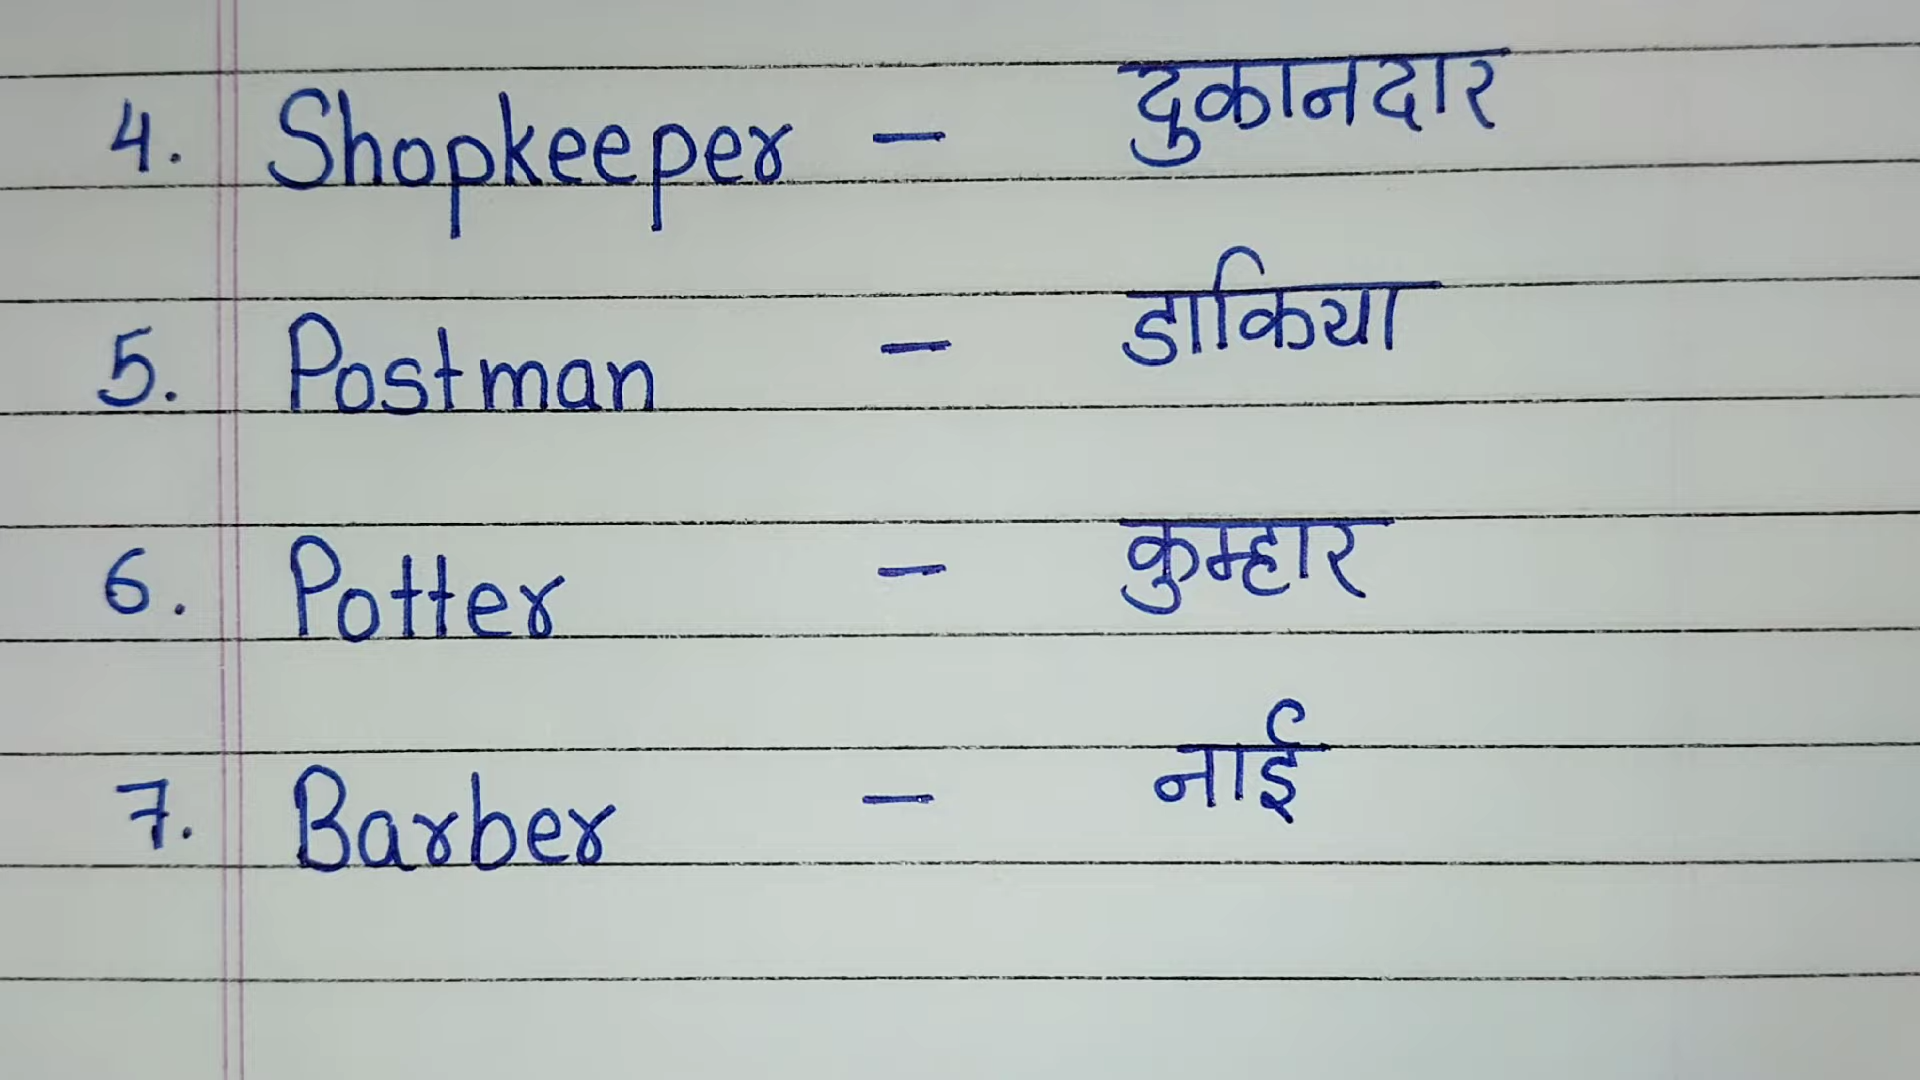 4. Shopkeeper - दुकानदार
5. Postman - डाकिया
6. Potter - कुम्हार
7. Barber - नाई